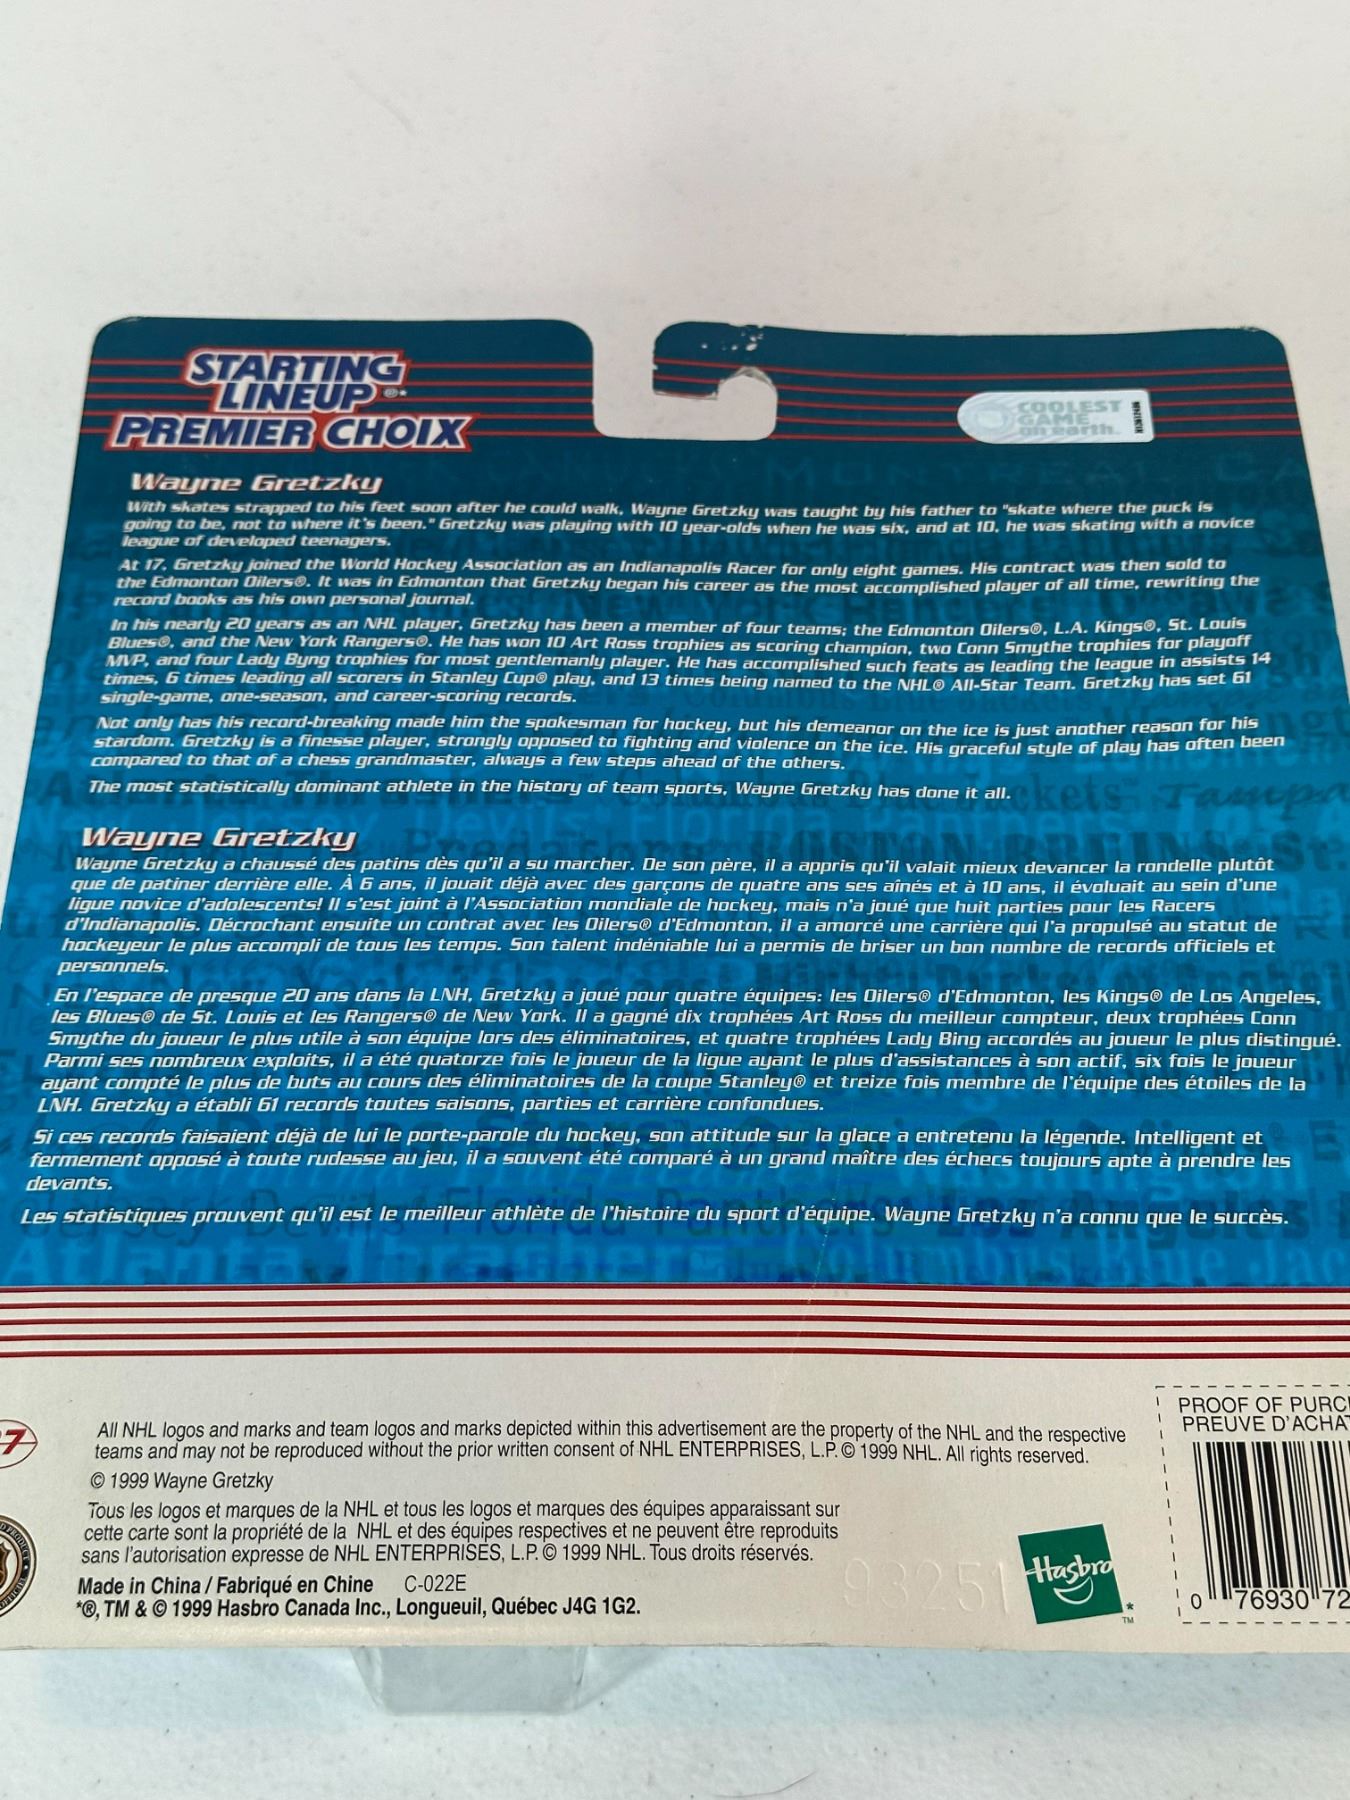 STARTING
LINEUP ®*
PREMIER CHOIX
COOLEST
GAME
on earth.
Wayne Gretzky
With skates strapped to his feet soon after he could walk, Wayne Gretzky was taught by his father to "skate where the puck is
going to be, not to where it's been." Gretzky was playing with 10 year-olds when he was six, and at 10, he was skating with a novice
league of developed teenagers.
At 17, Gretzky joined the World Hockey Association as an Indianapolis Racer for only eight games. His contract was then sold to
the Edmonton Oilers®. It was in Edmonton that Gretzky began his career as the most accomplished player of all time, rewriting the
record books as his own personal journal.
In his nearly 20 years as an NHL player, Gretzky has been a member of four teams; the Edmonton Oilers®, L.A. Kings®, St. Louis
Blues®, and the New York Rangers®. He has won 10 Art Ross trophies as scoring champion, two Conn Smythe trophies for playoff
MVP, and four Lady Byng trophies for most gentlemanly player. He has accomplished such feats as leading the league in assists 14
times, 6 times leading all scorers in Stanley Cup® play, and 13 times being named to the NHL® All-Star Team. Gretzky has set 61
single-game, one-season, and career-scoring records.
Not only has his record-breaking made him the spokesman for hockey, but his demeanor on the ice is just another reason for his
stardom. Gretzky is a finesse player, strongly opposed to fighting and violence on the ice. His graceful style of play has often been
compared to that of a chess grandmaster, always a few steps ahead of the others.
The most statistically dominant athlete in the history of team sports, Wayne Gretzky has done it all.
Wayne Gretzky
Wayne Gretzky a chaussé des patins dès qu'il a su marcher. De son père, il a appris qu'il valait mieux devancer la rondelle plutôt
que de patiner derrière elle. À 6 ans, il jouait déjà avec des garçons de quatre ans ses aînés et à 10 ans, il évoluait au sein d'une
ligue novice d'adolescents! Il s'est joint à l'Association mondiale de hockey, mais n'a joué que huit parties pour les Racers
d'Indianapolis. Décrochant ensuite un contrat avec les Oilers® d'Edmonton, il a amorcé une carrière qui l'a propulsé au statut de
hockeyeur le plus accompli de tous les temps. Son talent indéniable lui a permis de briser un bon nombre de records officiels et
personnels.
En l'espace de presque 20 ans dans la LNH, Gretzky a joué pour quatre équipes: les Oilers® d'Edmonton, les Kings® de Los Angeles,
les Blues® de St. Louis et les Rangers® de New York. Il a gagné dix trophées Art Ross du meilleur compteur, deux trophées Conn
Smythe du joueur le plus utile à son équipe lors des éliminatoires, et quatre trophées Lady Bing accordés au joueur le plus distingué.
Parmi ses nombreux exploits, il a été quatorze fois le joueur de la ligue ayant le plus d'assistances à son actif, six fois le joueur
ayant compté le plus de buts au cours des éliminatoires de la coupe Stanley® et treize fois membre de l'équipe des étoiles de la
LNH. Gretzky a établi 61 records toutes saisons, parties et carrière confondues.
Si ces records faisaient déjà de lui le porte-parole du hockey, son attitude sur la glace a entretenu la légende. Intelligent et
fermement opposé à toute rudesse au jeu, il a souvent été comparé à un grand maître des échecs toujours apte à prendre les
devants.
Les statistiques prouvent qu'il est le meilleur athlète de l'histoire du sport d'équipe. Wayne Gretzky n'a connu que le succès.
Atlanta Thrashers Columbus Blue Jac
All NHL logos and marks and team logos and marks depicted within this advertisement are the property of the NHL and the respective
teams and may not be reproduced without the prior written consent of NHL ENTERPRISES, L.P. © 1999 NHL. All rights reserved.
© 1999 Wayne Gretzky
Tous les logos et marques de la NHL et tous les logos et marques des équipes apparaissant sur
cette carte sont la propriété de la NHL et des équipes respectives et ne peuvent être reproduits
sans l'autorisation expresse de NHL ENTERPRISES, L.P. © 1999 NHL. Tous droits réservés.
Made in China / Fabriqué en Chine C-022E
*®, TM & © 1999 Hasbro Canada Inc., Longueuil, Québec J4G 1G2.
93251
Hasbro
* TM
PROOF OF PURC
PREUVE D'ACHAT
0 76930 72